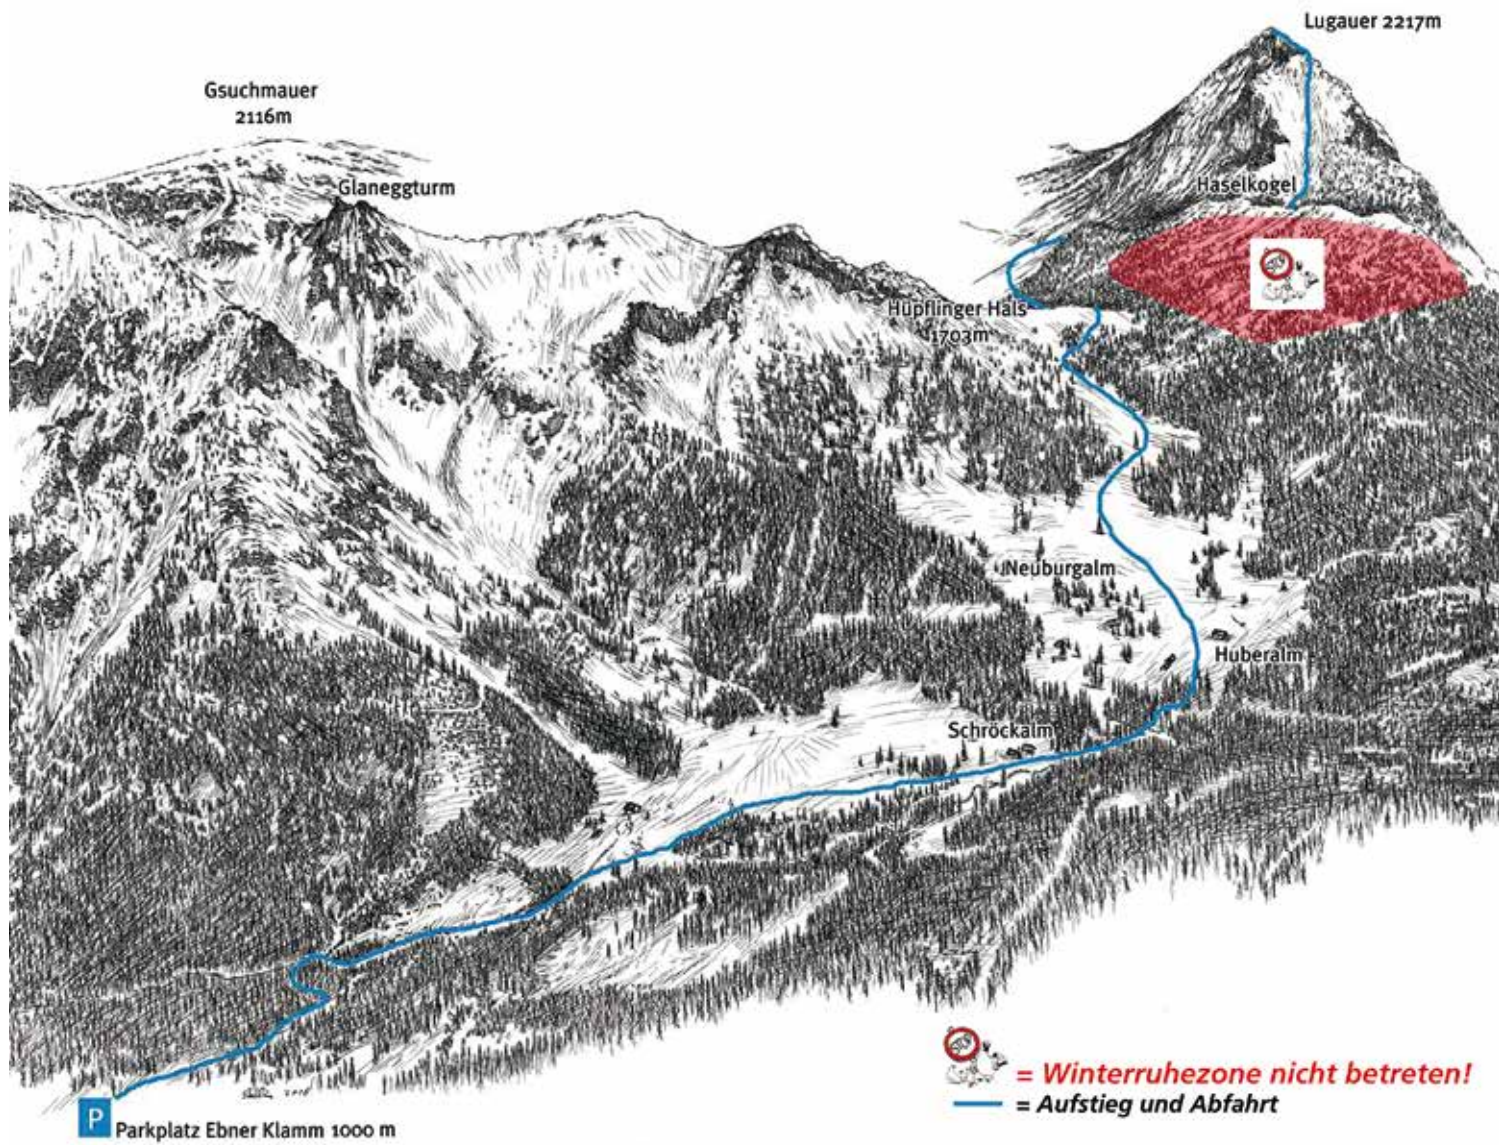 Lugauer 2217m
Gsuchmauer
2116m
Glaneggturm
Haselkogel
Hüpflinger Hals
1703m
Neuburgalm
Huberalm
Schröckalm
= Winterruhezone nicht betreten!
= Aufstieg und Abfahrt
P Parkplatz Ebner Klamm 1000 m